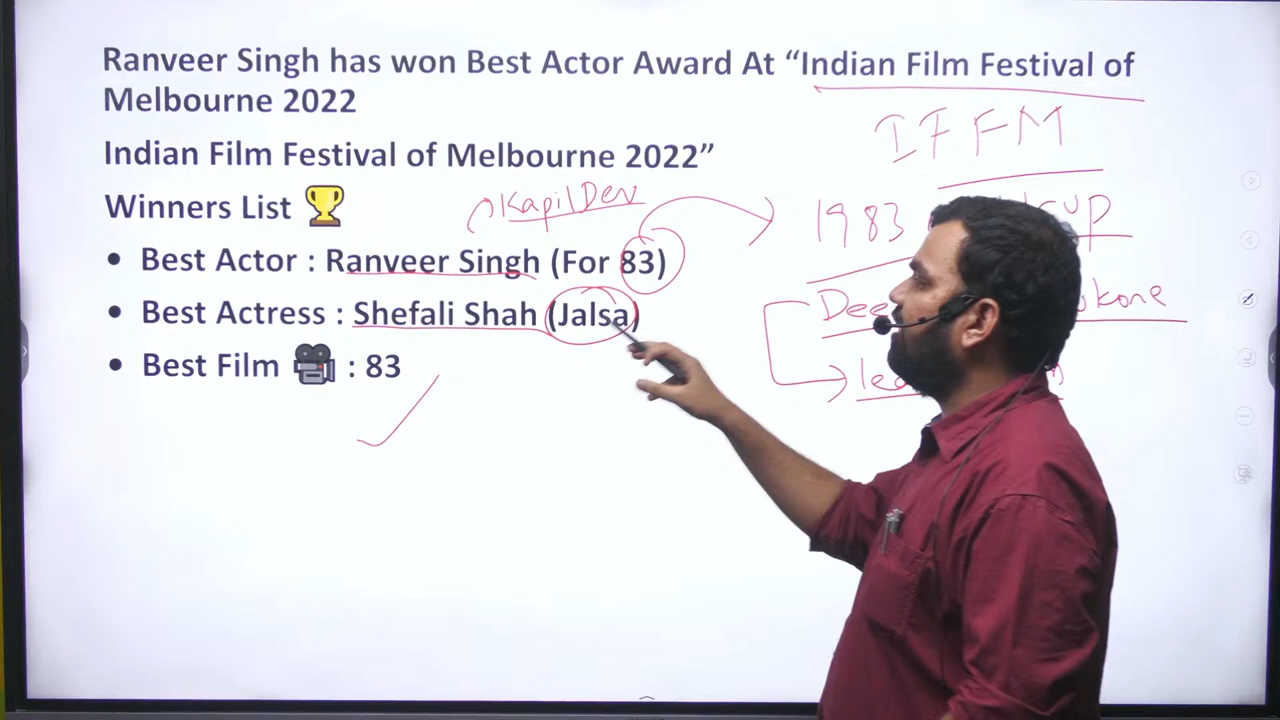 Ranveer Singh has won Best Actor Award At “Indian Film Festival of
Melbourne 2022
IFFM
Indian Film Festival of Melbourne 2022”
Winners List 🏆
Kapil Dev
1983
• Best Actor : Ranveer Singh (For 83)
• Best Actress : Shefali Shah (Jalsa)
• Best Film 🎥 : 83